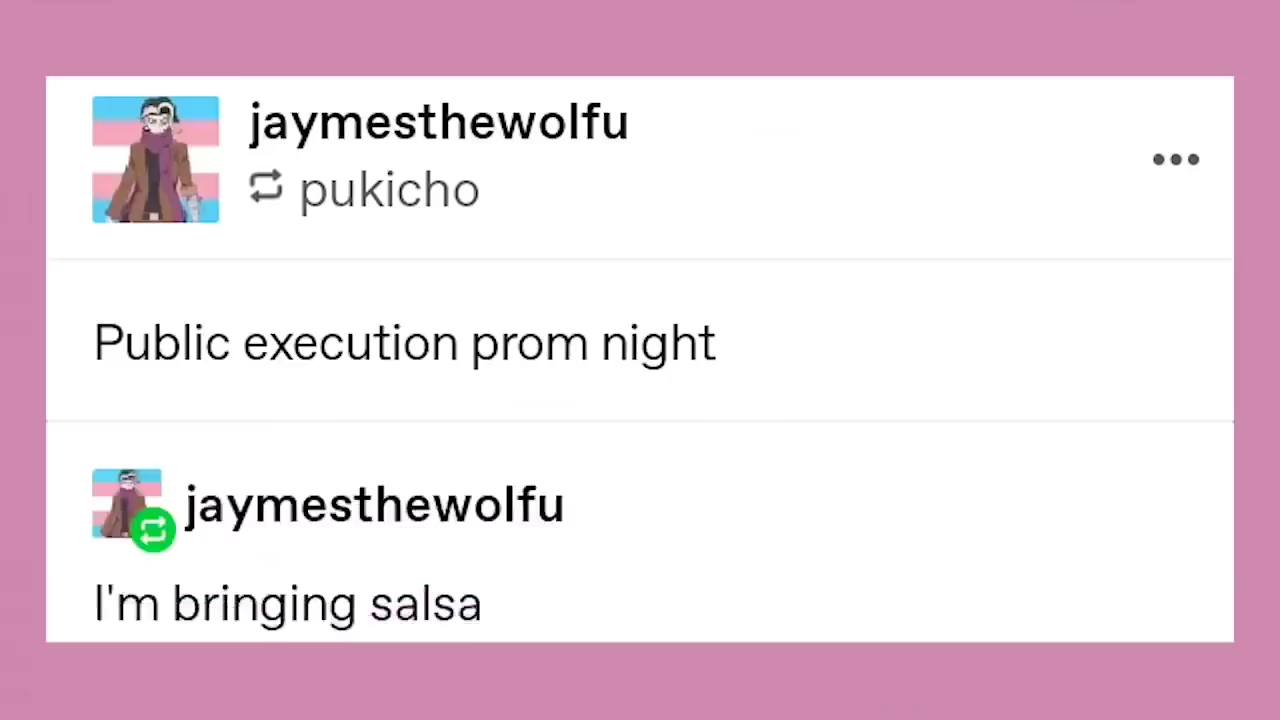 jaymesthewolfu
pukicho
Public execution prom night
jaymesthewolfu
I'm bringing salsa